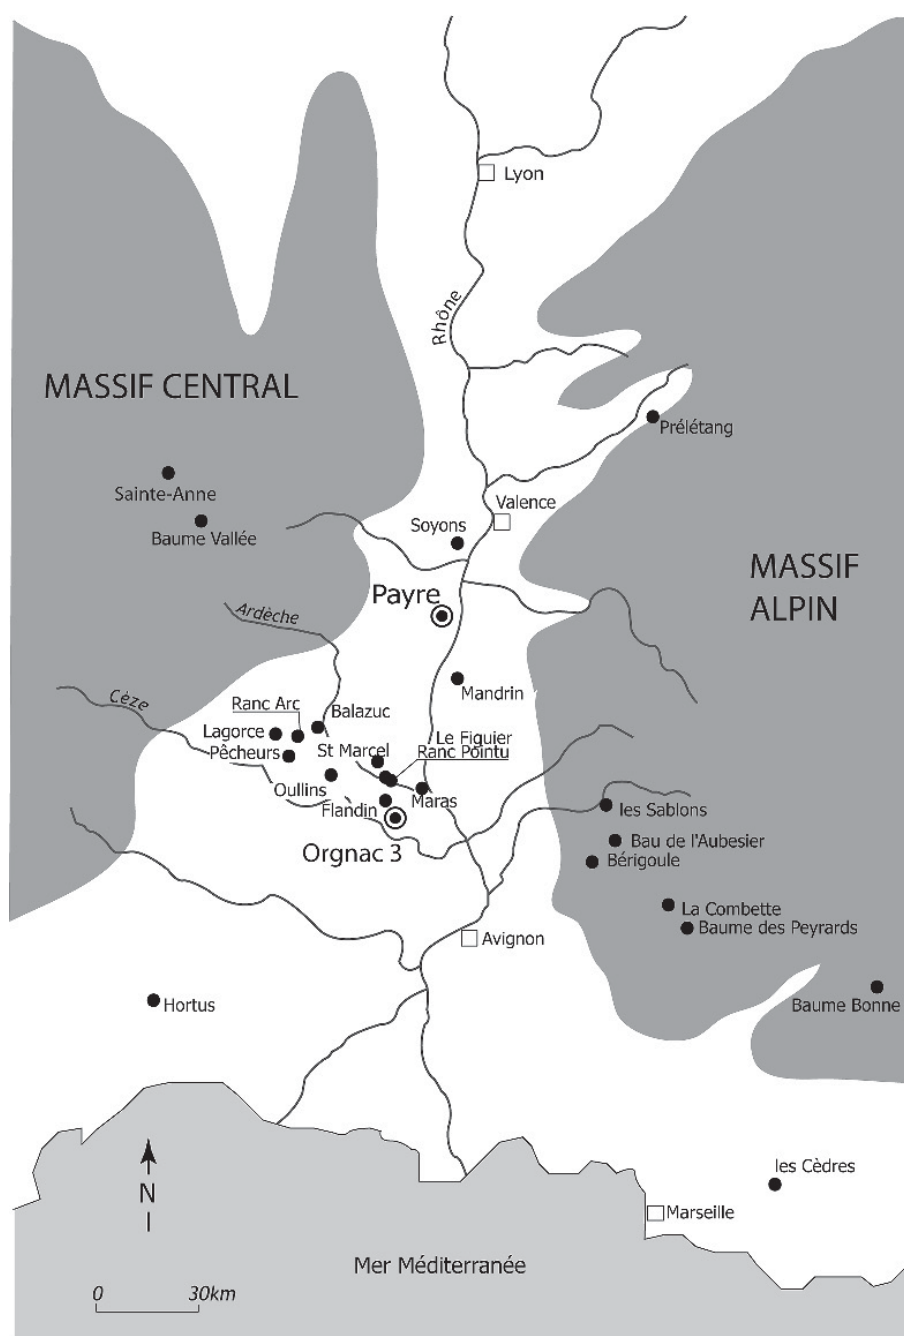 Lyon
Rhône
MASSIF CENTRAL
Prélétang
Sainte-Anne
Valence
Soyons
Baume Vallée
MASSIF
ALPIN
Payre
Ardèche
Mandrin
Cèze
Ranc Arc
Balazuc
Lagorce
Le Figuier
Pêcheurs
St Marcel
Ranc Pointu
Oullins
Maras
Flandin
les Sablons
Orgnac 3
Bau de l'Aubesier
Bérigoule
La Combette
Baume des Peyrards
Avignon
Hortus
Baume Bonne
les Cèdres
N
Marseille
Mer Méditerranée
0 30km